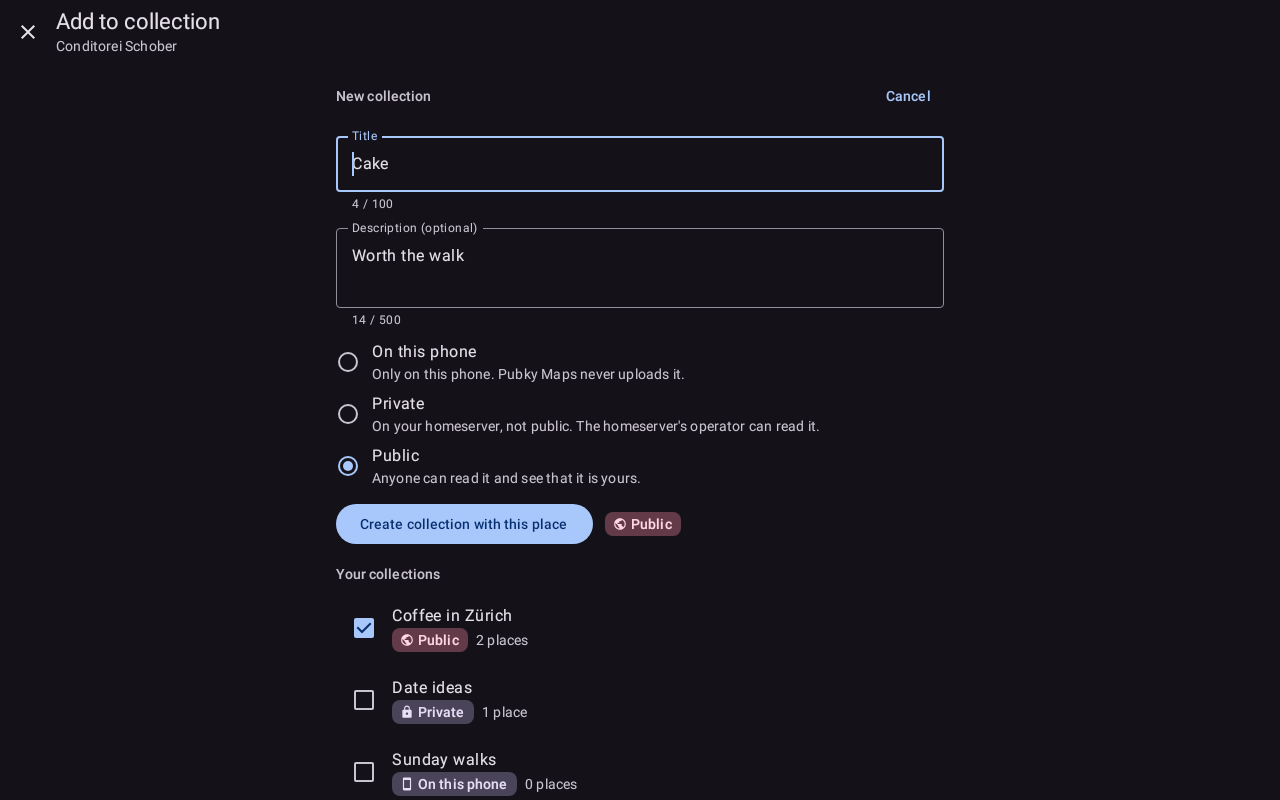 Add to collection
Conditorei Schober
New collection
Cancel
Title
Cake
4 / 100
Description (optional)
Worth the walk
14 / 500
On this phone
Only on this phone. Pubky Maps never uploads it.
Private
On your homeserver, not public. The homeserver's operator can read it.
Public
Anyone can read it and see that it is yours.
Create collection with this place
Public
Your collections
Coffee in Zürich
Public 2 places
Date ideas
Private 1 place
Sunday walks
On this phone 0 places